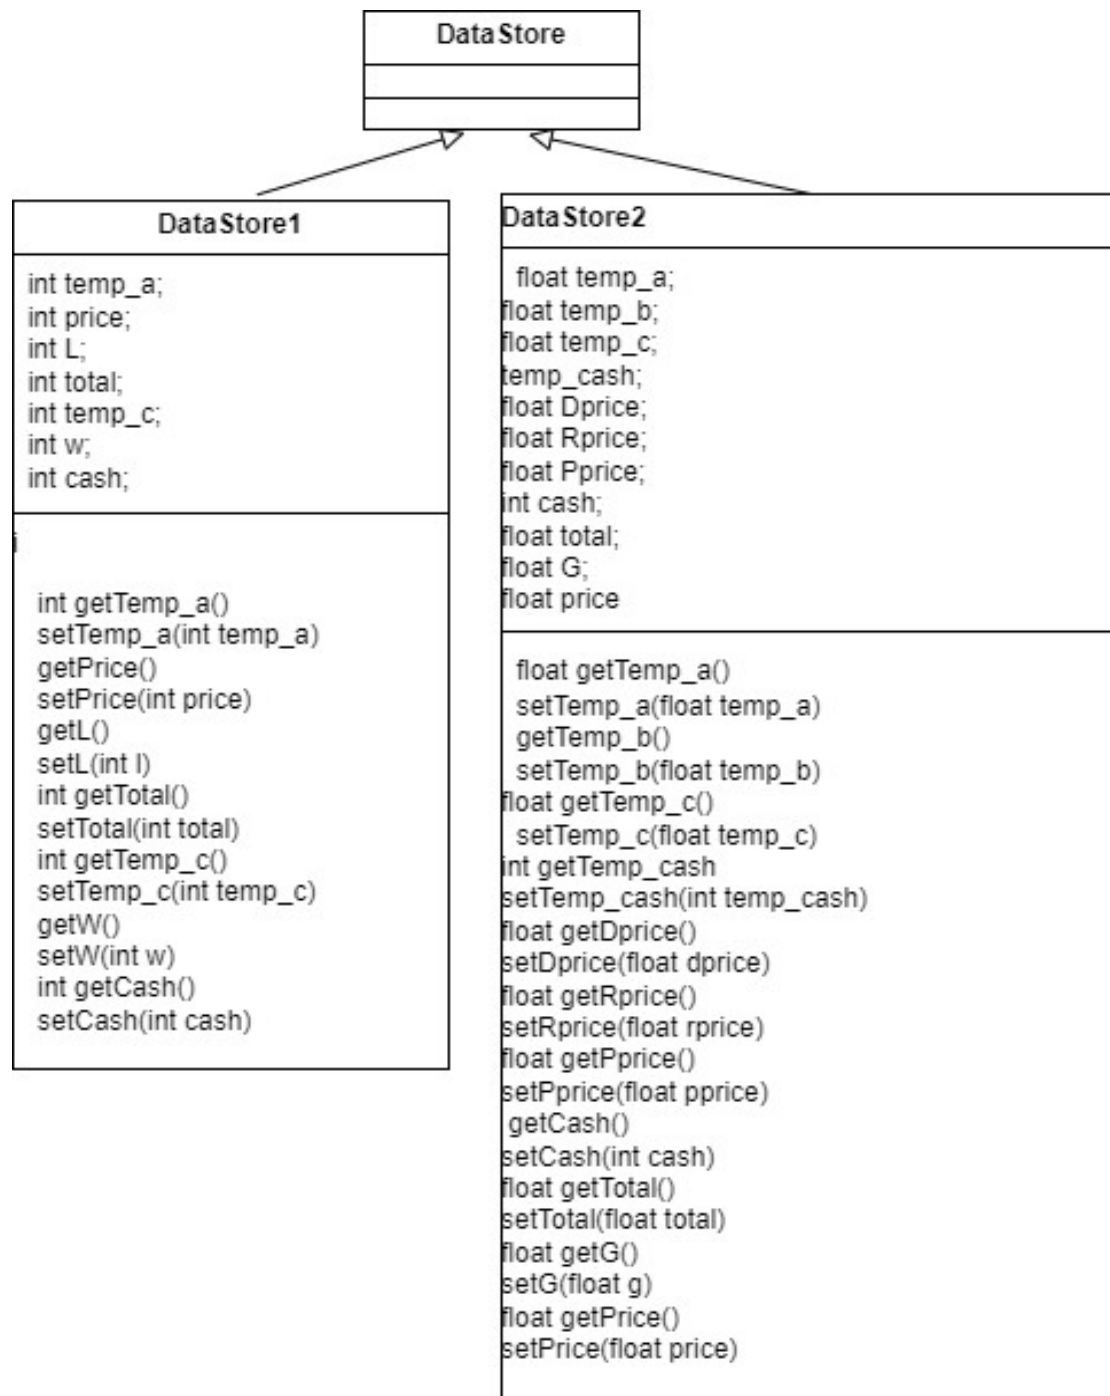 DataStore
DataStore1
int temp_a;
int price;
int L;
int total;
int temp_c;
int w;
int cash;
i
int getTemp_a()
setTemp_a(int temp_a)
getPrice()
setPrice(int price)
getL()
setL(int l)
int getTotal()
setTotal(int total)
int getTemp_c()
setTemp_c(int temp_c)
getW()
setW(int w)
int getCash()
setCash(int cash)
DataStore2
float temp_a;
float temp_b;
float temp_c;
temp_cash;
float Dprice;
float Rprice;
float Pprice;
int cash;
float total;
float G;
float price
float getTemp_a()
setTemp_a(float temp_a)
getTemp_b()
setTemp_b(float temp_b)
float getTemp_c()
setTemp_c(float temp_c)
int getTemp_cash
setTemp_cash(int temp_cash)
float getDprice()
setDprice(float dprice)
float getRprice()
setRprice(float rprice)
float getPprice()
setPprice(float pprice)
getCash()
setCash(int cash)
float getTotal()
setTotal(float total)
float getG()
setG(float g)
float getPrice()
setPrice(float price)